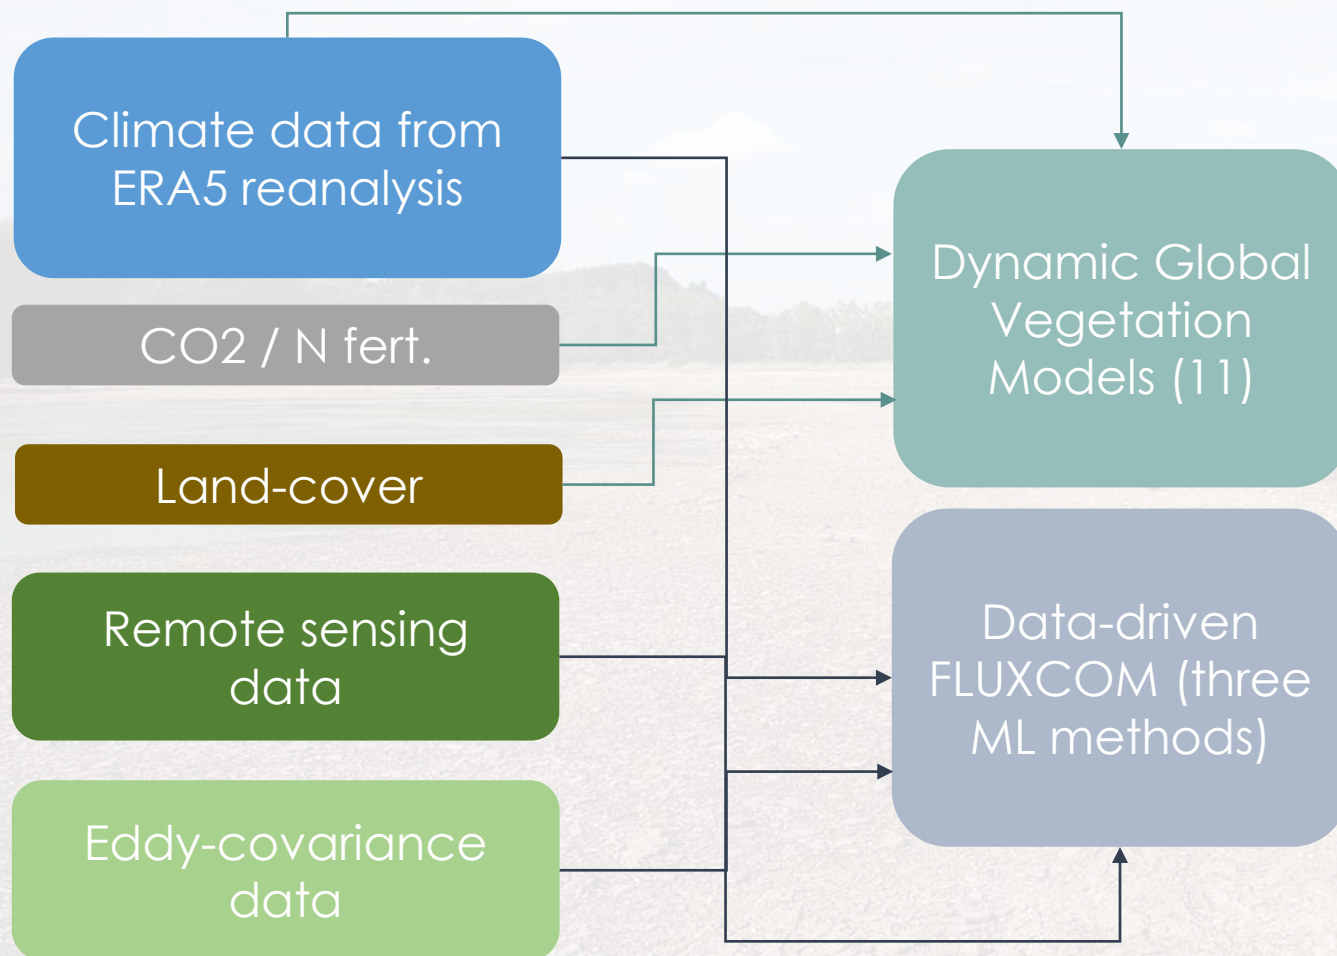 Climate data from
ERA5 reanalysis
CO2 / N fert.
Land-cover
Remote sensing
data
Eddy-covariance
data
Dynamic Global
Vegetation
Models (11)
Data-driven
FLUXCOM (three
ML methods)